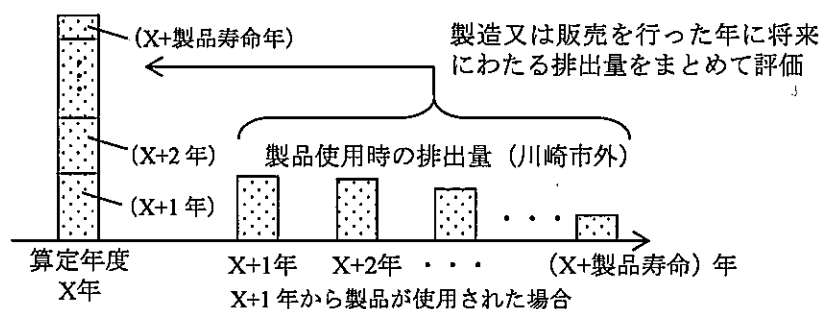 (X+製品寿命年)
(X+2 年)
(X+1 年)
製造又は販売を行った年に将来
にわたる排出量をまとめて評価
製品使用時の排出量（川崎市外）
・・・
算定年度
X年
X+1年
X+2年
・・・
(X+製品寿命) 年
X+1 年から製品が使用された場合